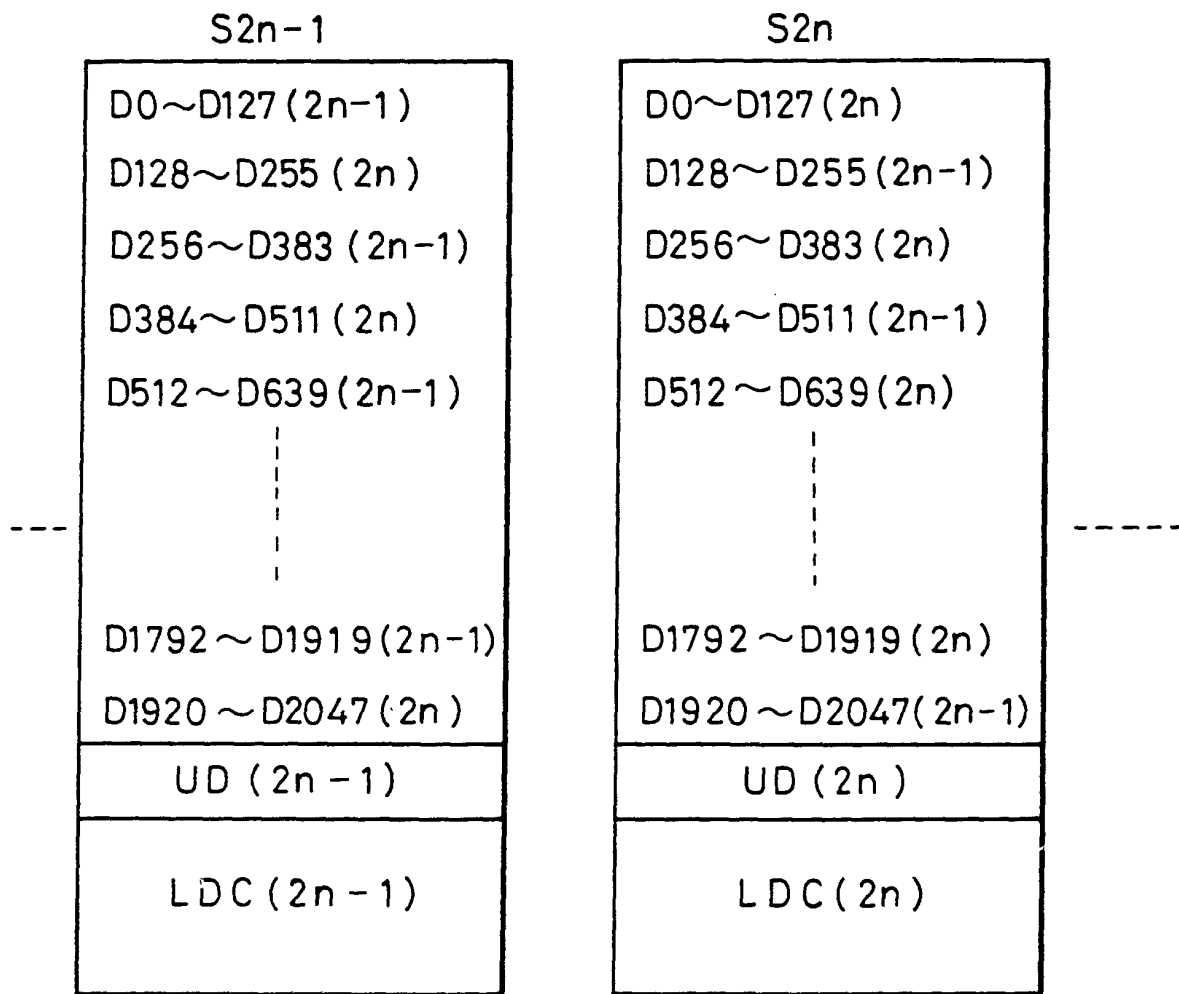 S2n-1
D0~D127(2n-1)
D128~D255(2n)
D256~D383(2n-1)
D384~D511(2n)
D512~D639(2n-1)
D1792~D1919(2n-1)
D1920~D2047(2n)
UD(2n-1)
LDC(2n-1)
S2n
D0~D127(2n)
D128~D255(2n-1)
D256~D383(2n)
D384~D511(2n-1)
D512~D639(2n)
D1792~D1919(2n)
D1920~D2047(2n-1)
UD(2n)
LDC(2n)